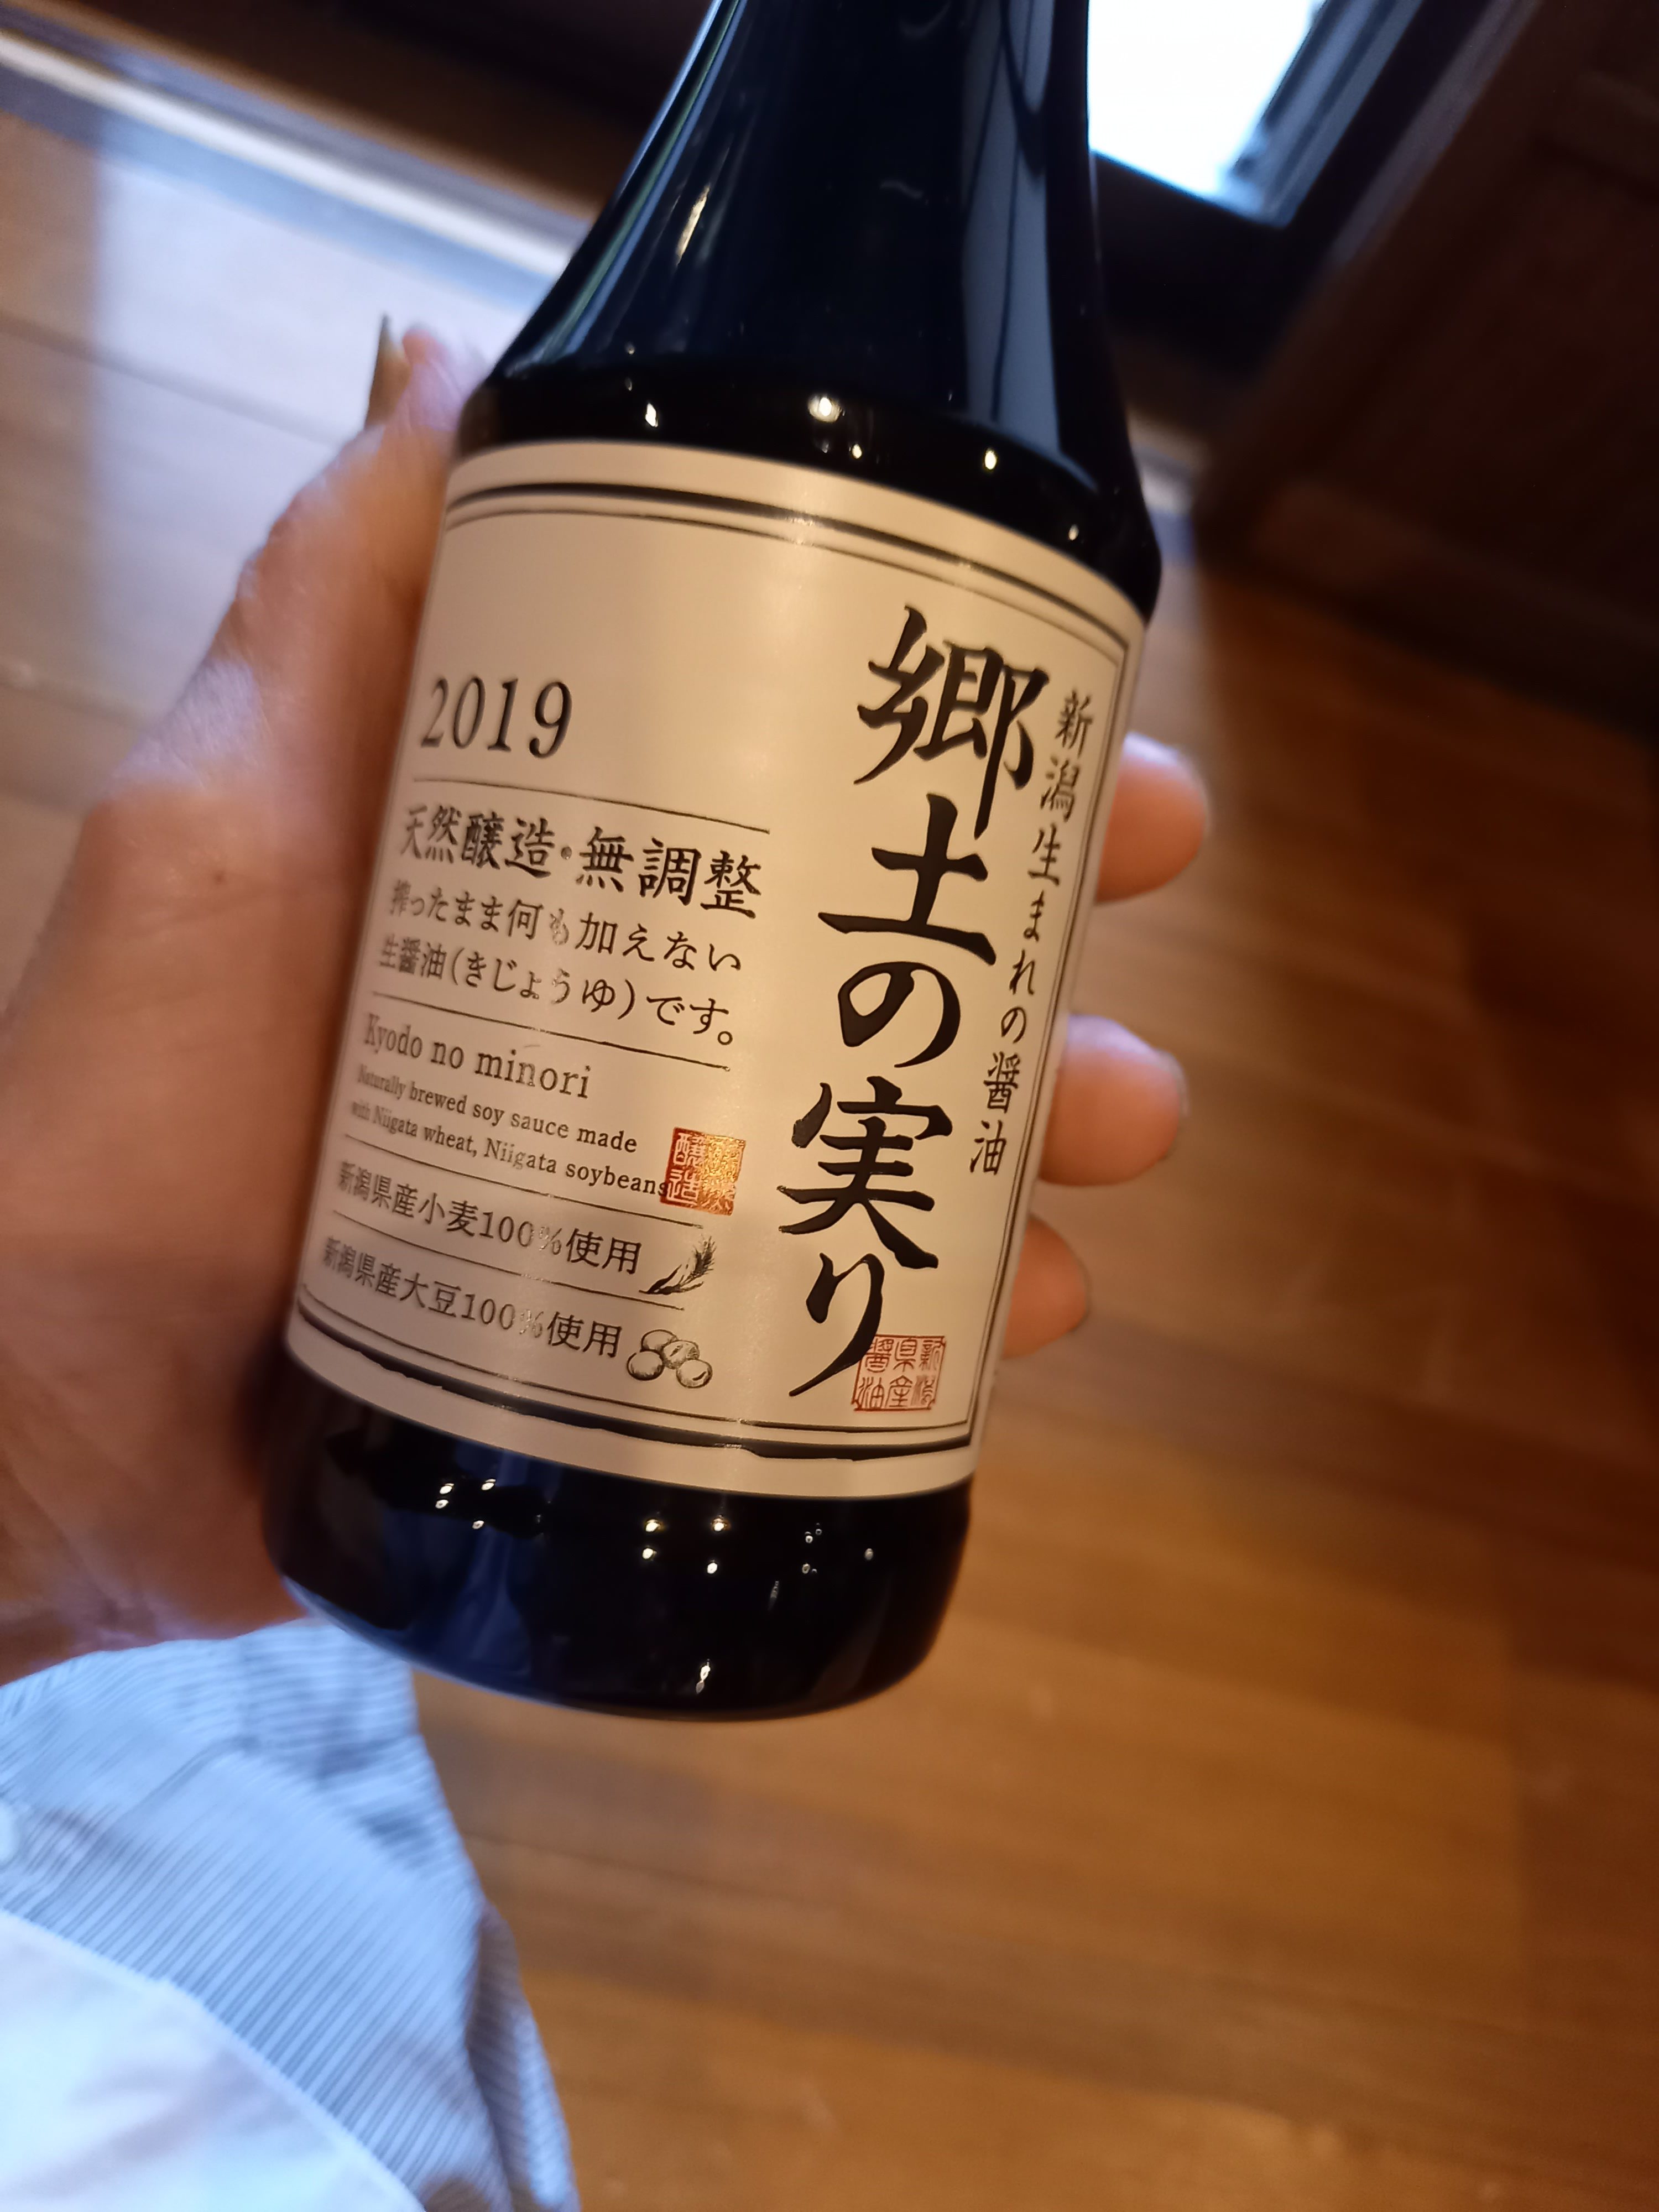 新潟生まれの醤油
郷土の実り
2019
天然醸造・無調整
搾ったまま何も加えない
生醤油(きじょうゆ)です。
Kyodo no minori
Naturally brewed soy sauce made
with Niigata wheat, Niigata soybeans
新潟県産小麦100%使用
新潟県産大豆100%使用
新潟
県産
醤油
醸造